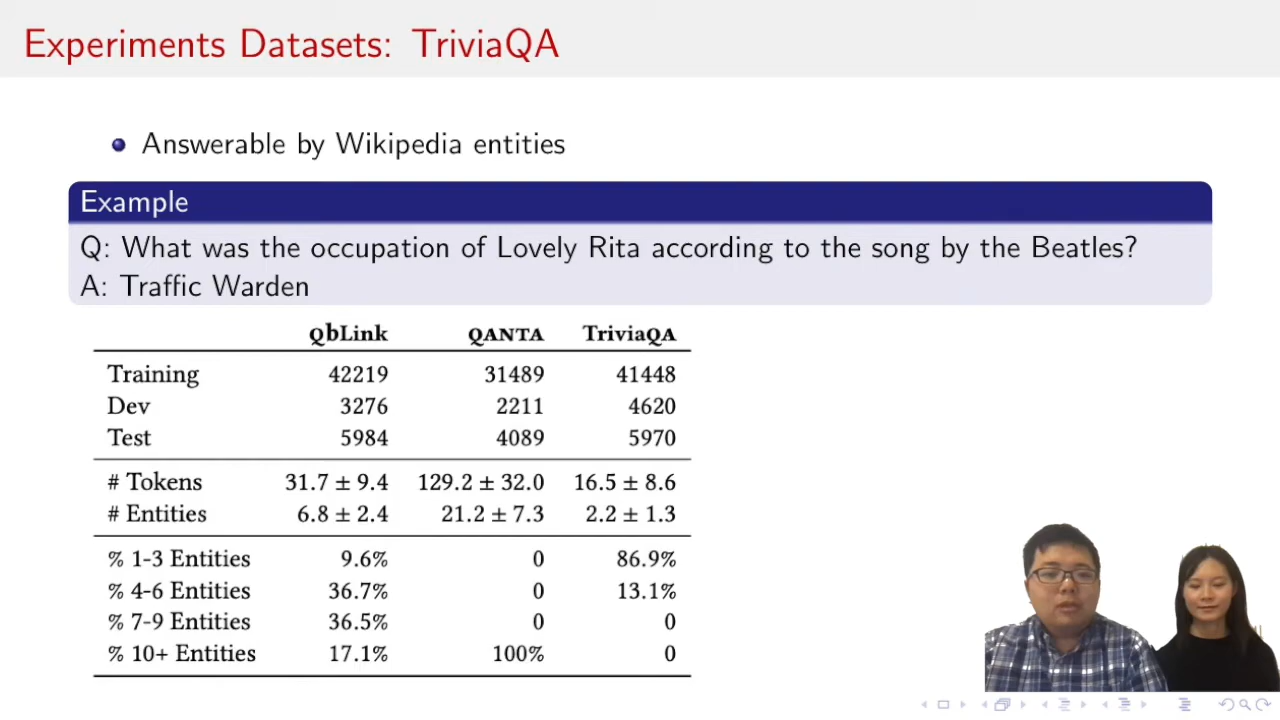 Experiments Datasets: TriviaQA
Answerable by Wikipedia entities
Example
Q: What was the occupation of Lovely Rita according to the song by the Beatles?
A: Traffic Warden
QbLink QANTA TriviaQA
Training 42219 31489 41448
Dev 3276 2211 4620
Test 5984 4089 5970
# Tokens 31.7 ± 9.4 129.2 ± 32.0 16.5 ± 8.6
# Entities 6.8 ± 2.4 21.2 ± 7.3 2.2 ± 1.3
% 1-3 Entities 9.6% 0 86.9%
% 4-6 Entities 36.7% 0 13.1%
% 7-9 Entities 36.5% 0 0
% 10+ Entities 17.1% 100% 0